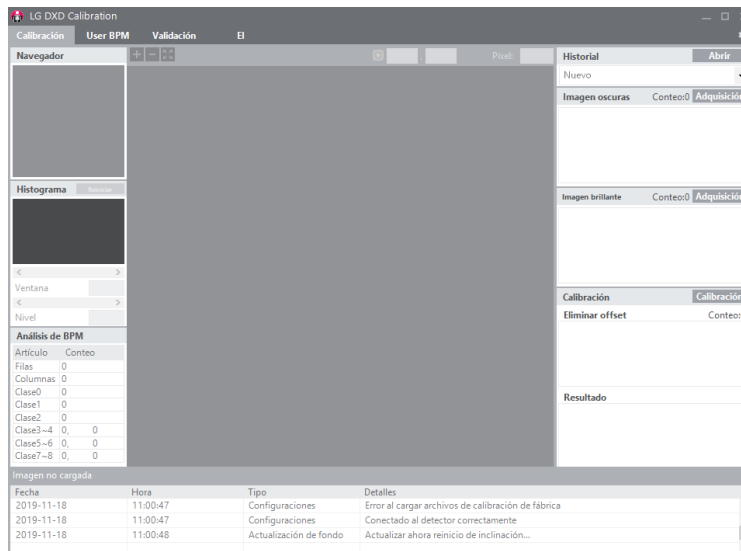 LG DXD Calibration
Calibración User BPM Validación EI
Navegador
Pixel:
Historial Abrir
Nuevo
Imagen oscuras Conteo:0 Adquisición
Histograma Reiniciar
Imagen brillante Conteo:0 Adquisición
Ventana
Nivel
Calibración Calibración
Eliminar offset Conteo:
Análisis de BPM
Artículo Conteo
Filas 0
Columnas 0
Clase0 0
Clase1 0
Clase2 0
Clase3~4 0, 0
Clase5~6 0, 0
Clase7~8 0, 0
Resultado
Imagen no cargada
Fecha Hora Tipo Detalles
2019-11-18 11:00:47 Configuraciones Error al cargar archivos de calibración de fábrica
2019-11-18 11:00:47 Configuraciones Conectado al detector correctamente
2019-11-18 11:00:48 Actualización de fondo Actualizar ahora reinicio de inclinación...